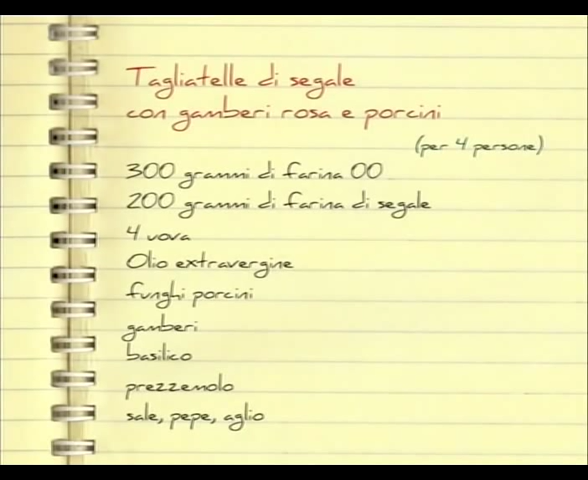 Tagliatelle di segale
con gamberi rosa e porcini
(per 4 persone)
300 grammi di farina 00
200 grammi di farina di segale
4 uova
Olio extravergine
funghi porcini
gamberi
basilico
prezzemolo
sale, pepe, aglio